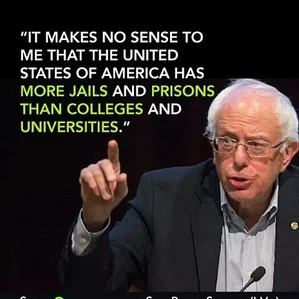 “IT MAKES NO SENSE TO
ME THAT THE UNITED
STATES OF AMERICA HAS
MORE JAILS AND PRISONS
THAN COLLEGES AND
UNIVERSITIES.”